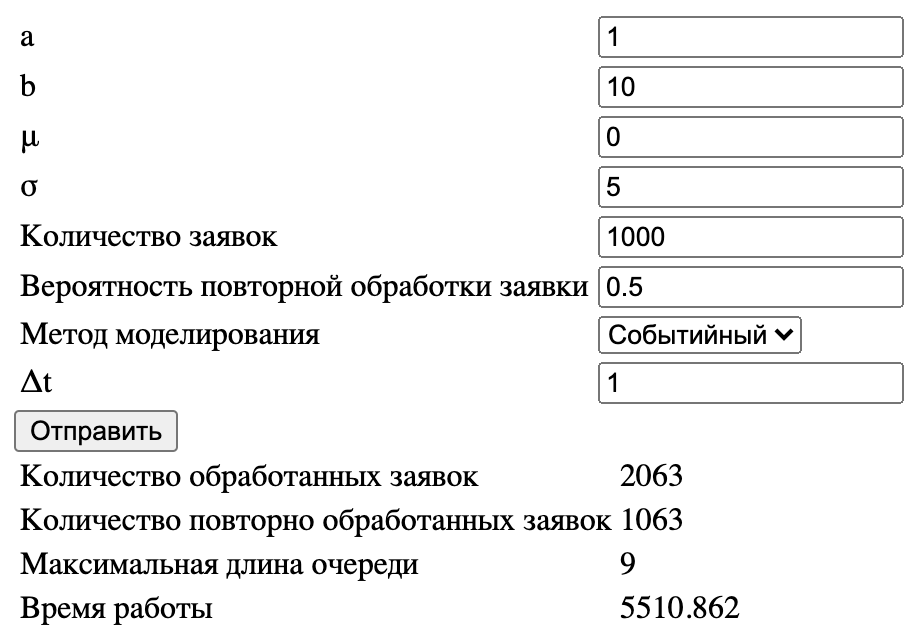 a 1
b 10
μ 0
σ 5
Количество заявок 1000
Вероятность повторной обработки заявки 0.5
Метод моделирования Событийный
Δt 1
Отправить
Количество обработанных заявок 2063
Количество повторно обработанных заявок 1063
Максимальная длина очереди 9
Время работы 5510.862